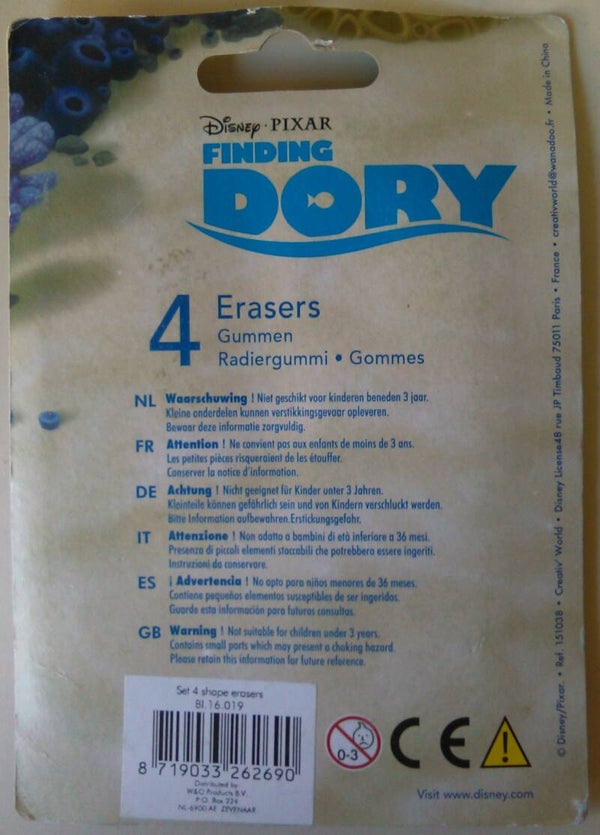 Disney · PIXAR
FINDING
DORY
4 Erasers
Gummen
Radiergummi • Gommes
NL Waarschuwing ! Niet geschikt voor kinderen beneden 3 jaar.
Kleine onderdelen kunnen verstikkingsgevaar opleveren.
Bewaar deze informatie zorgvuldig.
FR Attention ! Ne convient pas aux enfants de moins de 3 ans.
Les petites pièces risqueraient de les étouffer.
Conserver la notice d'information.
DE Achtung ! Nicht geeignet für Kinder unter 3 Jahren.
Kleinteile können gefährlich sein und von Kindern verschluckt werden.
Bitte Information aufbewahren.Erstickungsgefahr.
IT Attenzione ! Non adatto a bambini di età inferiore a 36 mesi.
Presenza di piccoli elementi staccabili che potrebbero essere ingeriti.
Instruzioni da conservare.
ES ¡ Advertencia ! No apto para niños menores de 36 meses.
Contiene pequeños elementos susceptibles de ser ingeridos.
Guarde esta información para futuras consultas.
GB Warning ! Not suitable for children under 3 years.
Contains small parts which may present a choking hazard.
Please retain this information for future reference.
Set 4 shape erasers
BI.16.019
8 719033 262690
Distributed by
W&O Products B.V.
P.O. Box 224
NL-6900 AE ZEVENAAR
0-3
CE
!
Visit www.disney.com
© Disney/Pixar. • Ref. 151038 • Creativ' World • Disney License48 rue JP Timbaud 75011 Paris • France • creativworld@wanadoo.fr • Made in China